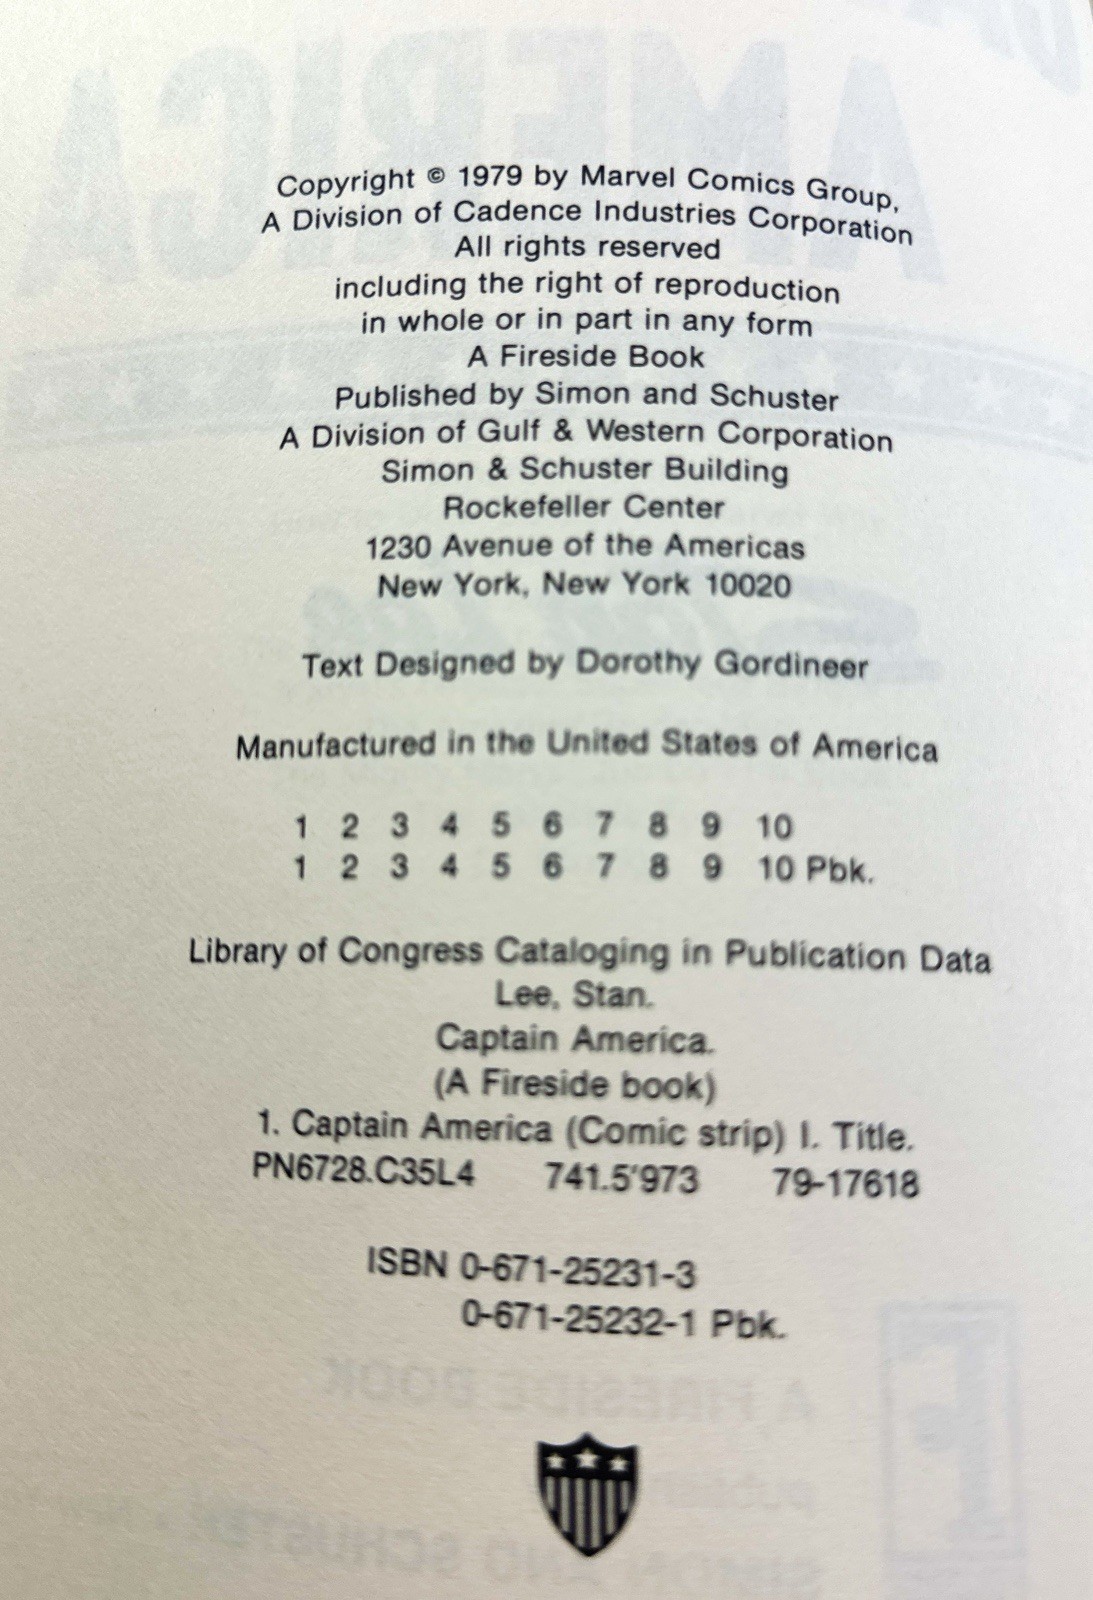 Copyright © 1979 by Marvel Comics Group,
A Division of Cadence Industries Corporation
All rights reserved
including the right of reproduction
in whole or in part in any form
A Fireside Book
Published by Simon and Schuster
A Division of Gulf & Western Corporation
Simon & Schuster Building
Rockefeller Center
1230 Avenue of the Americas
New York, New York 10020
Text Designed by Dorothy Gordineer
Manufactured in the United States of America
1 2 3 4 5 6 7 8 9 10
1 2 3 4 5 6 7 8 9 10 Pbk.
Library of Congress Cataloging in Publication Data
Lee, Stan.
Captain America.
(A Fireside book)
1. Captain America (Comic strip) I. Title.
PN6728.C35L4 741.5'973 79-17618
ISBN 0-671-25231-3
0-671-25232-1 Pbk.